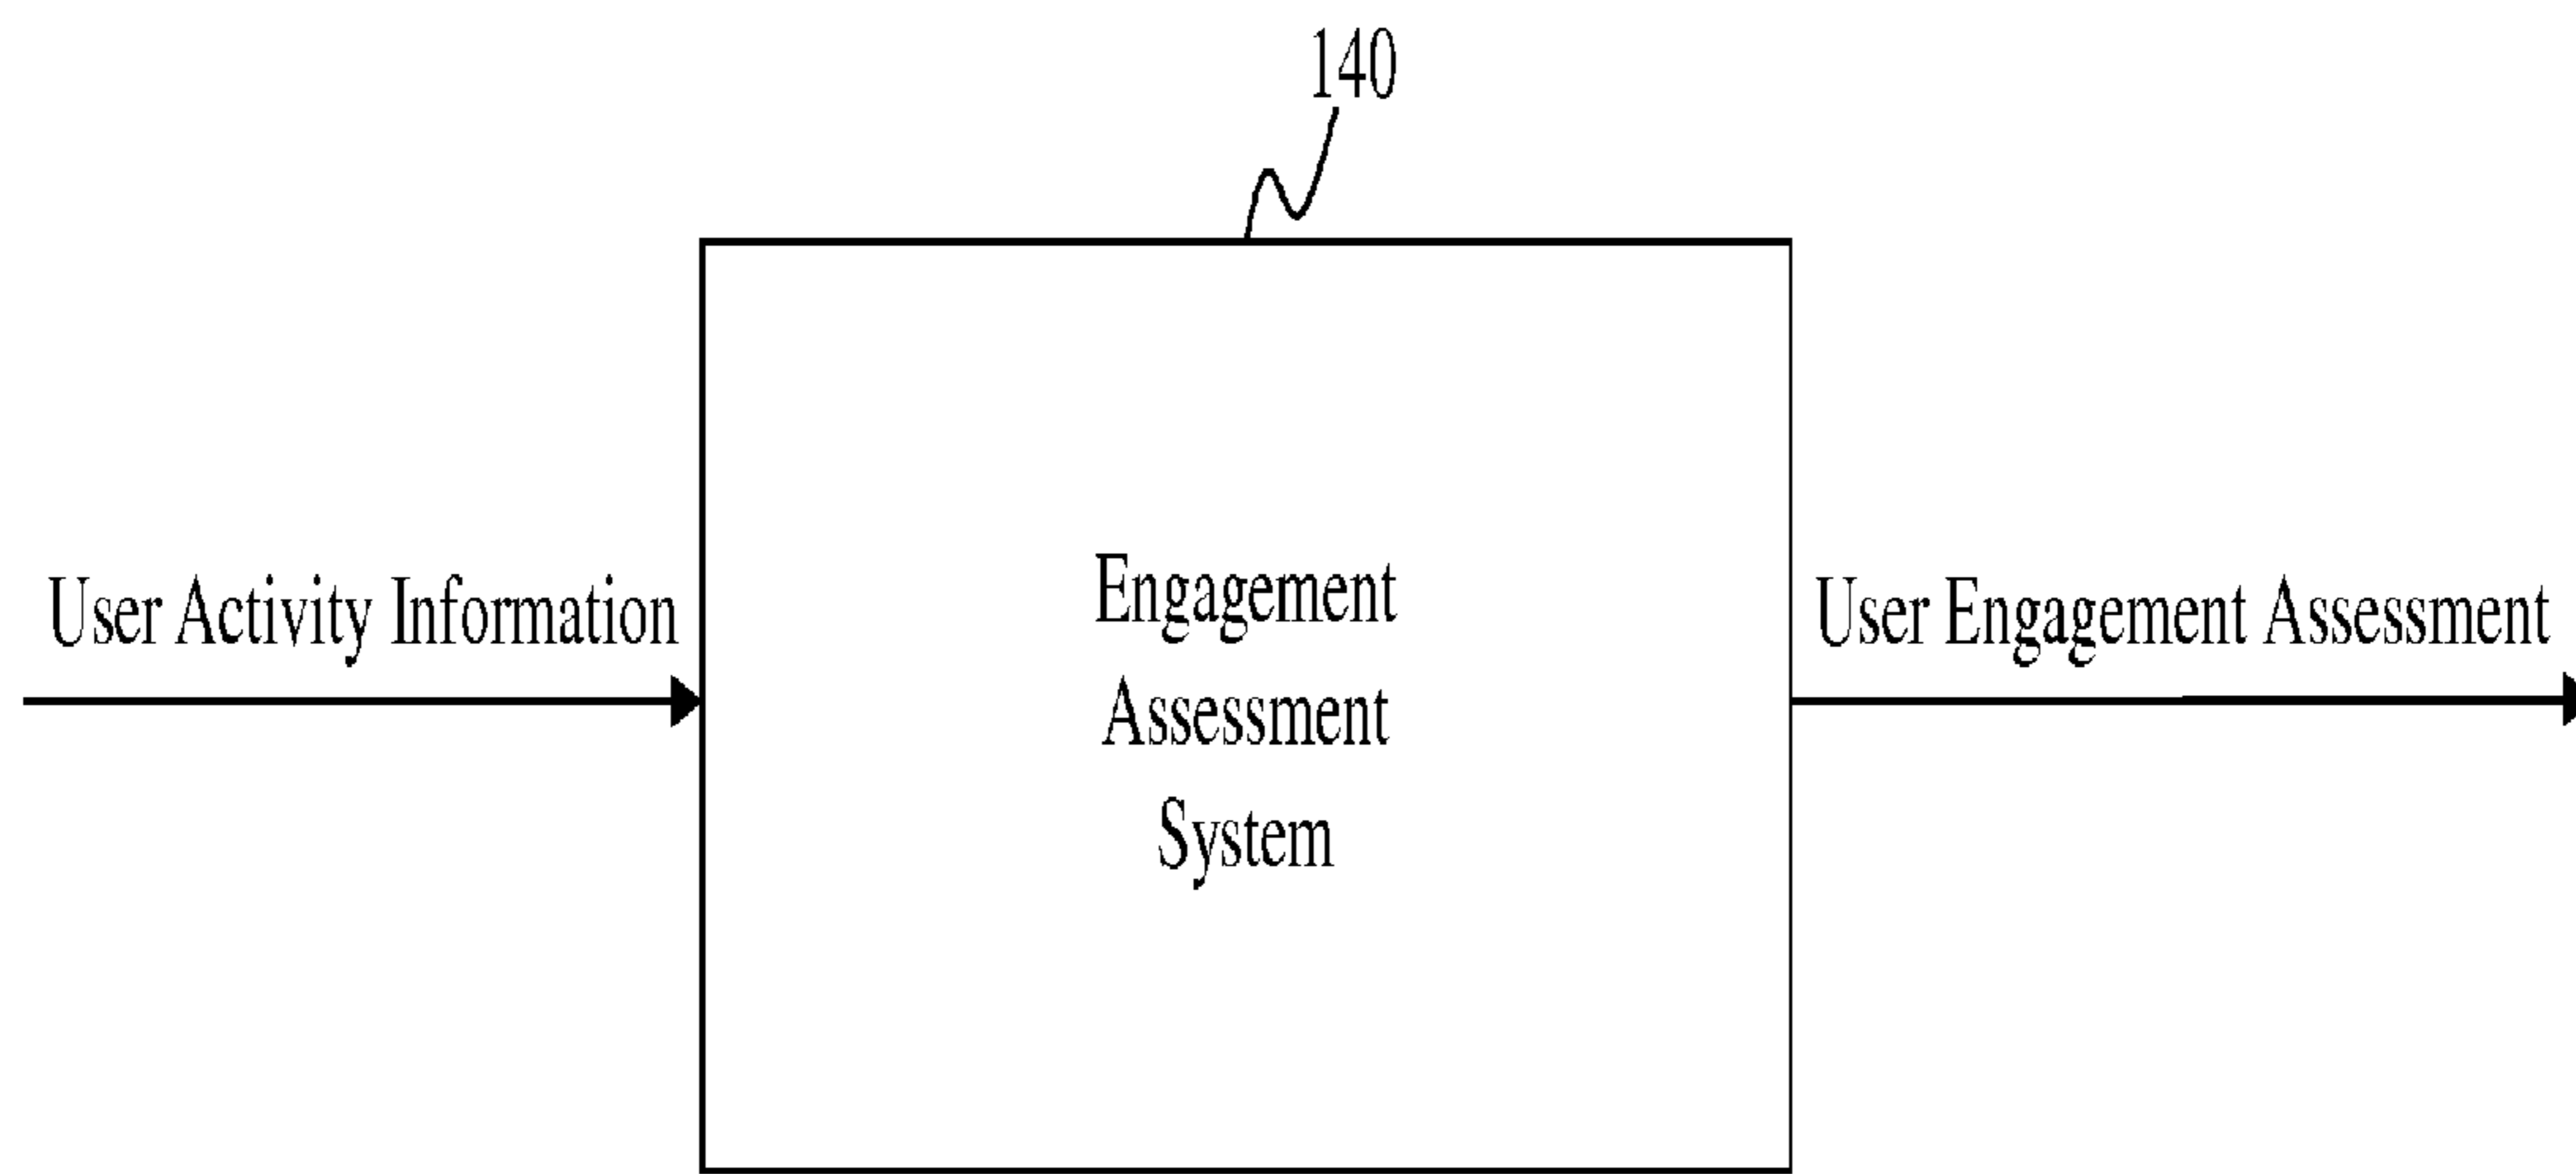 140
User Activity Information
Engagement
Assessment
System
User Engagement Assessment